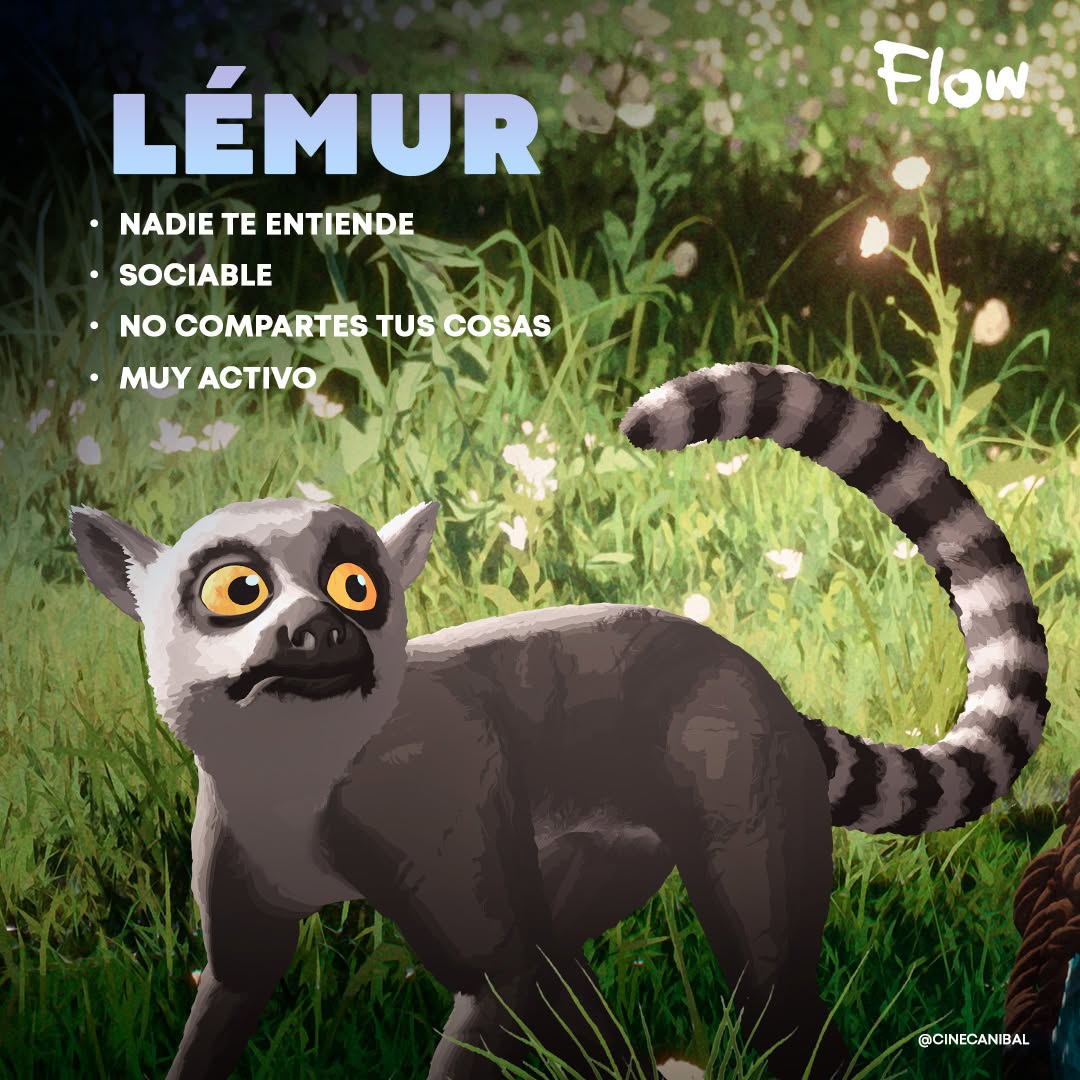 Flow
LÉMUR
• NADIE TE ENTIENDE
• SOCIABLE
• NO COMPARTES TUS COSAS
• MUY ACTIVO
@CINECANIBAL